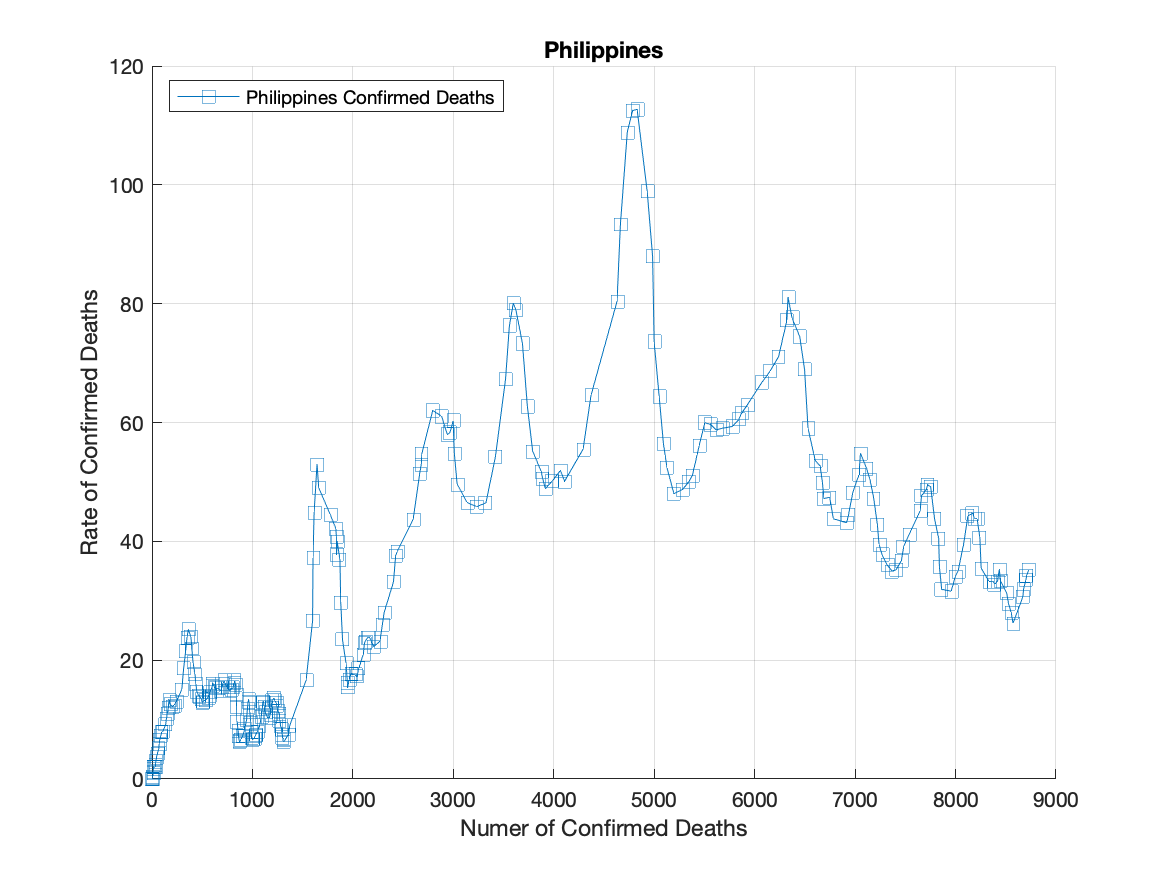 Philippines
Philippines Confirmed Deaths
120
100
80
60
40
20
0
Rate of Confirmed Deaths
0 1000 2000 3000 4000 5000 6000 7000 8000 9000
Numer of Confirmed Deaths